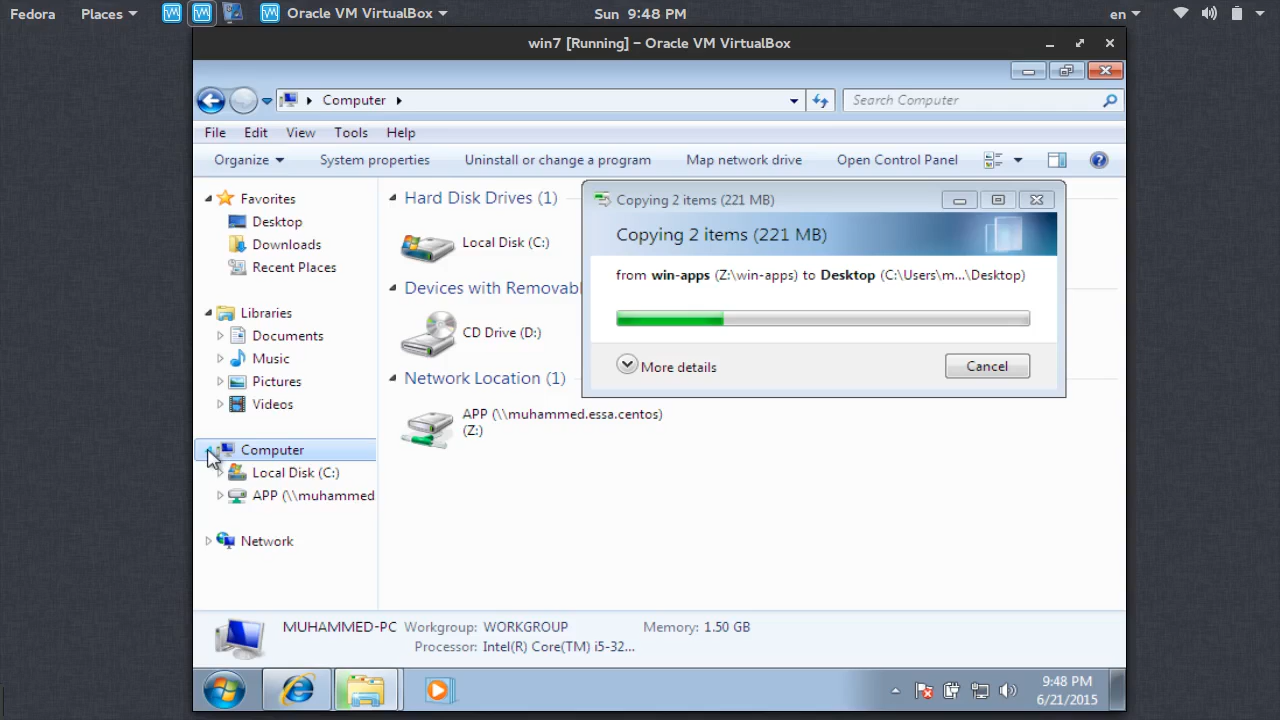 Fedora Places Oracle VM VirtualBox Sun 9:48 PM en
win7 [Running] – Oracle VM VirtualBox
Computer Search Computer
File Edit View Tools Help
Organize System properties Uninstall or change a program Map network drive Open Control Panel
Favorites
Desktop
Downloads
Recent Places
Libraries
Documents
Music
Pictures
Videos
Computer
Local Disk (C:)
APP (\\muhammed
Network
Hard Disk Drives (1)
Local Disk (C:)
Devices with Removabl
CD Drive (D:)
Network Location (1)
APP (\\muhammed.essa.centos)
(Z:)
Copying 2 items (221 MB)
Copying 2 items (221 MB)
from win-apps (Z:\win-apps) to Desktop (C:\Users\m...\Desktop)
More details Cancel
MUHAMMED-PC Workgroup: WORKGROUP Memory: 1.50 GB
Processor: Intel(R) Core(TM) i5-32...
9:48 PM
6/21/2015